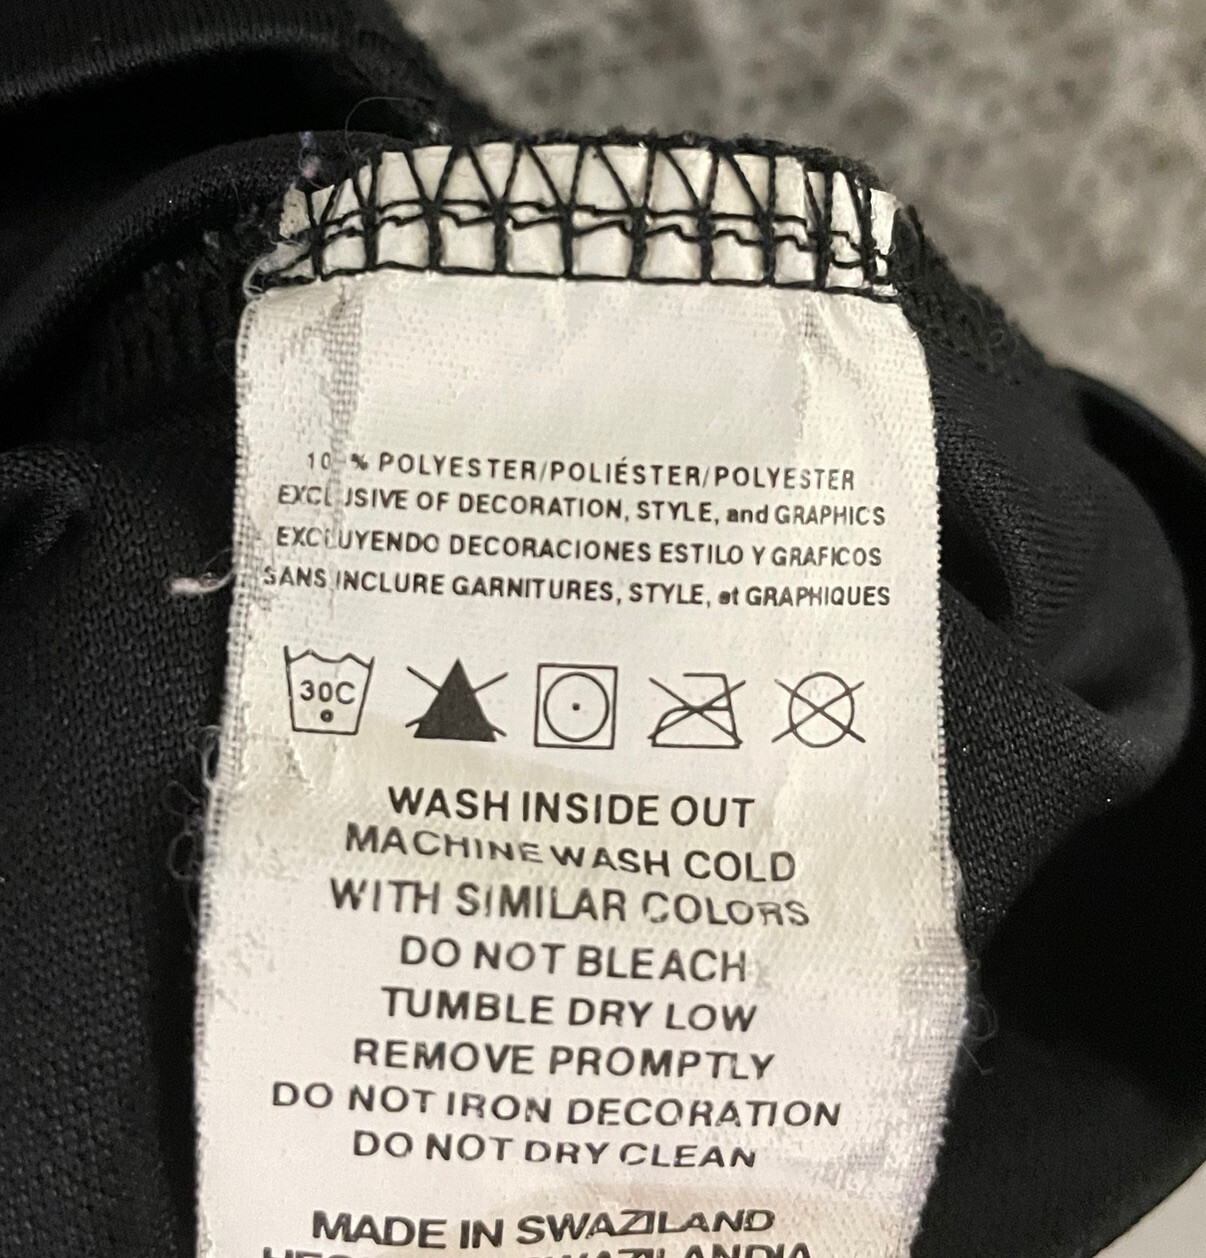 % POLYESTER/POLIÉSTER/POLYESTER
EXCLUSIVE OF DECORATION, STYLE, and GRAPHICS
EXCLUYENDO DECORACIONES ESTILO Y GRAFICOS
SANS INCLURE GARNITURES, STYLE, et GRAPHIQUES
30C
WASH INSIDE OUT
MACHINE WASH COLD
WITH SIMILAR COLORS
DO NOT BLEACH
TUMBLE DRY LOW
REMOVE PROMPTLY
DO NOT IRON DECORATION
DO NOT DRY CLEAN
MADE IN SWAZILAND